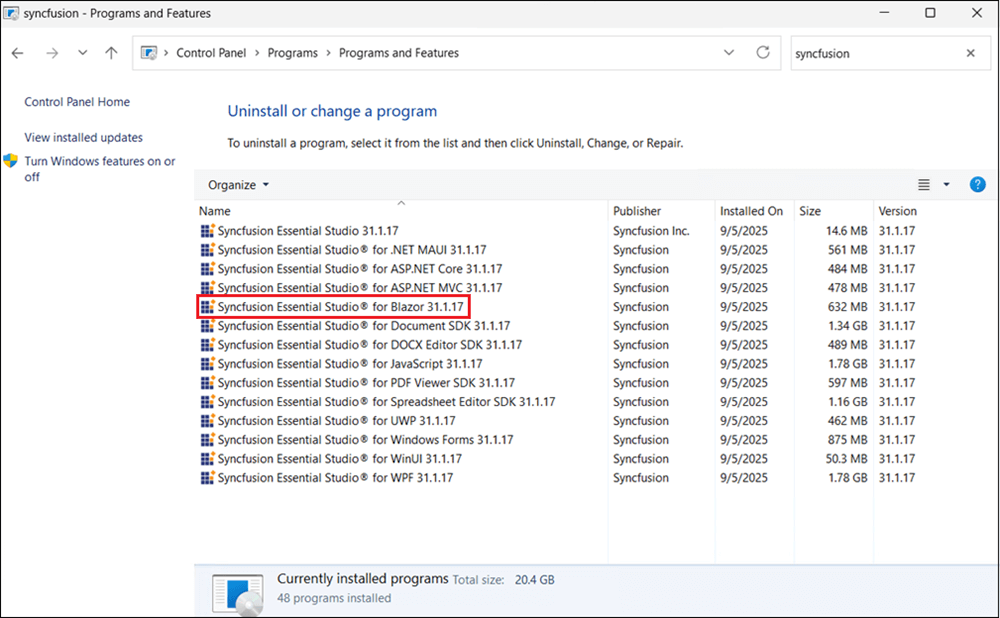 syncfusion - Programs and Features
Control Panel > Programs > Programs and Features
syncfusion
Control Panel Home
View installed updates
Turn Windows features on or
off
Uninstall or change a program
To uninstall a program, select it from the list and then click Uninstall, Change, or Repair.
Organize
Name Publisher Installed On Size Version
Syncfusion Essential Studio 31.1.17 Syncfusion Inc. 9/5/2025 14.6 MB 31.1.17
Syncfusion Essential Studio® for .NET MAUI 31.1.17 Syncfusion 9/5/2025 561 MB 31.1.17
Syncfusion Essential Studio® for ASP.NET Core 31.1.17 Syncfusion 9/5/2025 484 MB 31.1.17
Syncfusion Essential Studio® for ASP.NET MVC 31.1.17 Syncfusion 9/5/2025 478 MB 31.1.17
Syncfusion Essential Studio® for Blazor 31.1.17 Syncfusion 9/5/2025 632 MB 31.1.17
Syncfusion Essential Studio® for Document SDK 31.1.17 Syncfusion 9/5/2025 1.34 GB 31.1.17
Syncfusion Essential Studio® for DOCX Editor SDK 31.1.17 Syncfusion 9/5/2025 489 MB 31.1.17
Syncfusion Essential Studio® for JavaScript 31.1.17 Syncfusion 9/5/2025 1.78 GB 31.1.17
Syncfusion Essential Studio® for PDF Viewer SDK 31.1.17 Syncfusion 9/5/2025 597 MB 31.1.17
Syncfusion Essential Studio® for Spreadsheet Editor SDK 31.1.17 Syncfusion 9/5/2025 1.16 GB 31.1.17
Syncfusion Essential Studio® for UWP 31.1.17 Syncfusion 9/5/2025 462 MB 31.1.17
Syncfusion Essential Studio® for Windows Forms 31.1.17 Syncfusion 9/5/2025 875 MB 31.1.17
Syncfusion Essential Studio® for WinUI 31.1.17 Syncfusion 9/5/2025 50.3 MB 31.1.17
Syncfusion Essential Studio® for WPF 31.1.17 Syncfusion 9/5/2025 1.78 GB 31.1.17
Currently installed programs Total size: 20.4 GB
48 programs installed